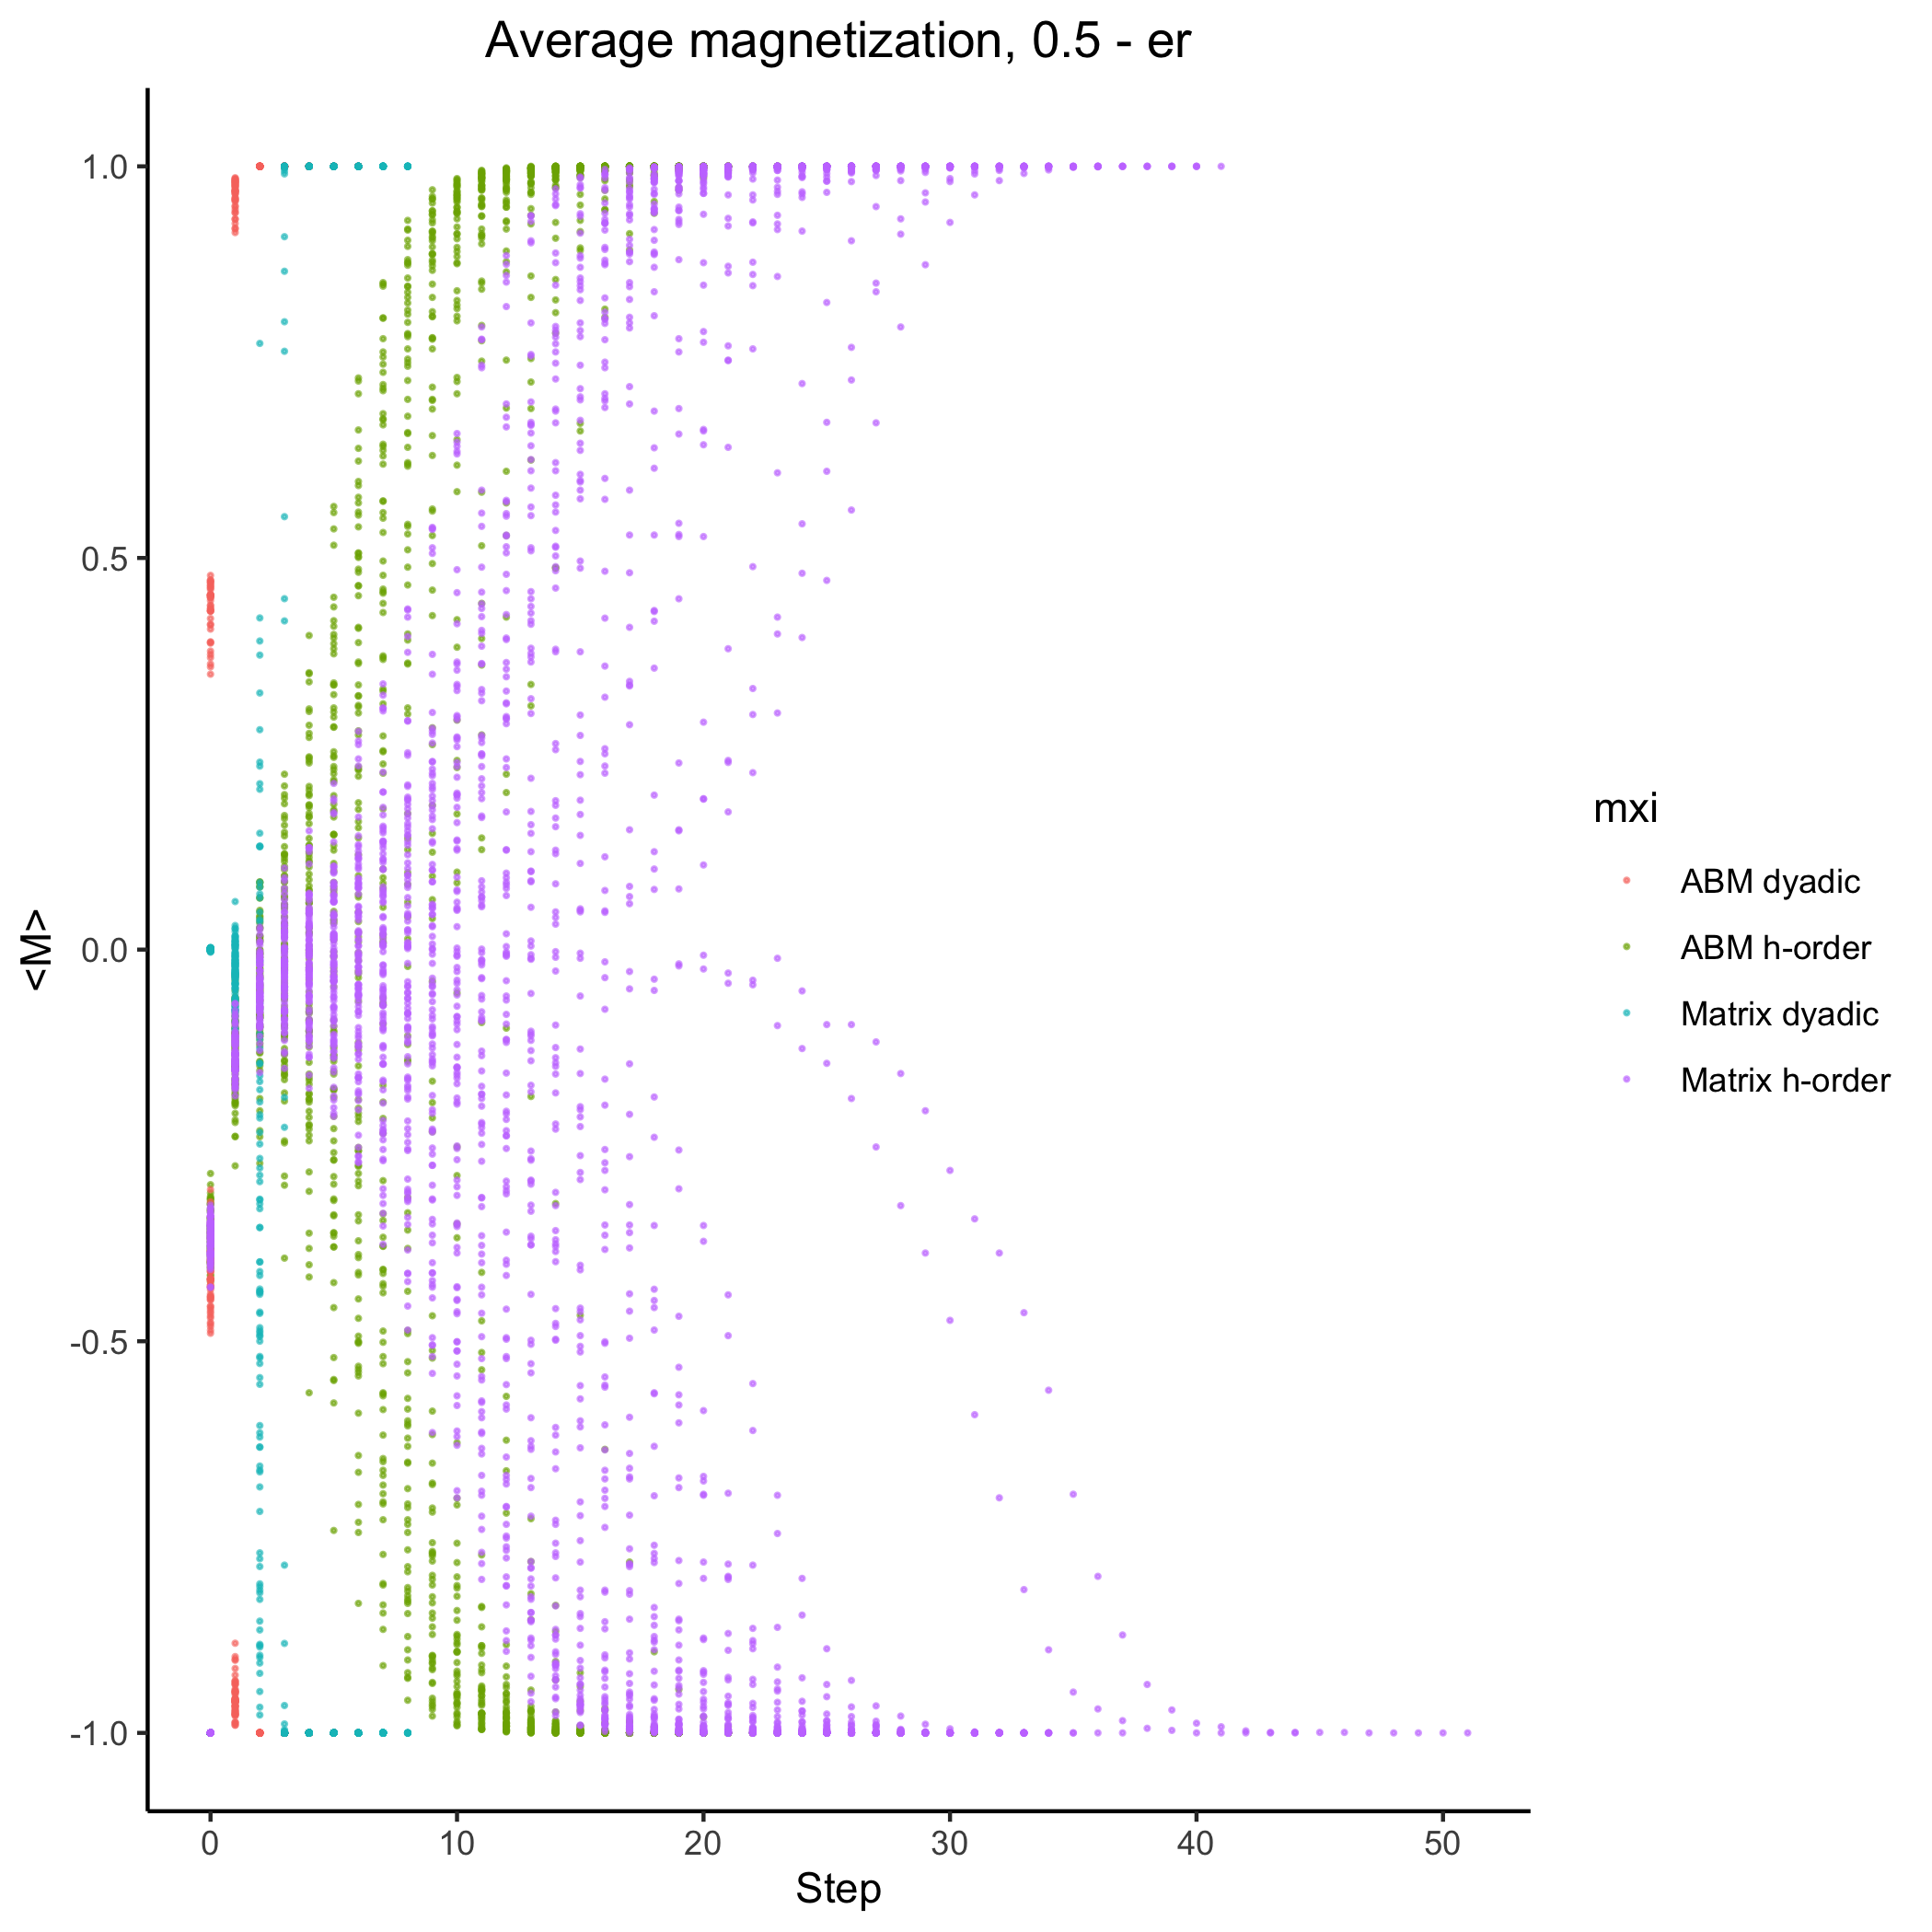 Average magnetization, 0.5 - er
1.0
0.5
0.0
-0.5
-1.0
<M>
0
10
20
30
40
50
Step
mxi
ABM dyadic
ABM h-order
Matrix dyadic
Matrix h-order